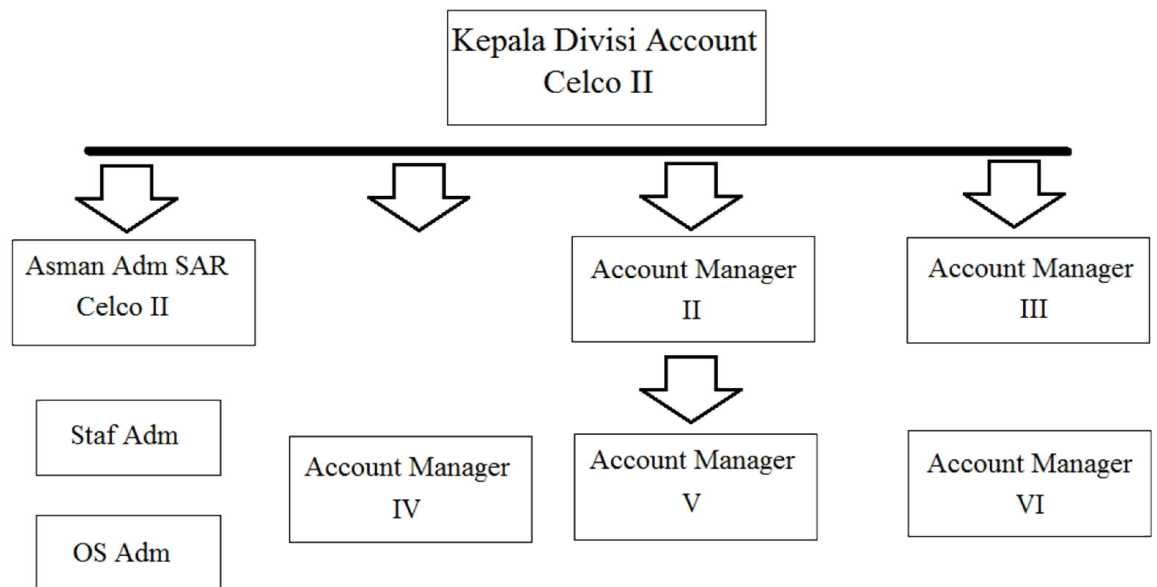 Kepala Divisi Account
Celco II
Asman Adm SAR
Celco II
Account Manager
II
Account Manager
III
Staf Adm
OS Adm
Account Manager
IV
Account Manager
V
Account Manager
VI